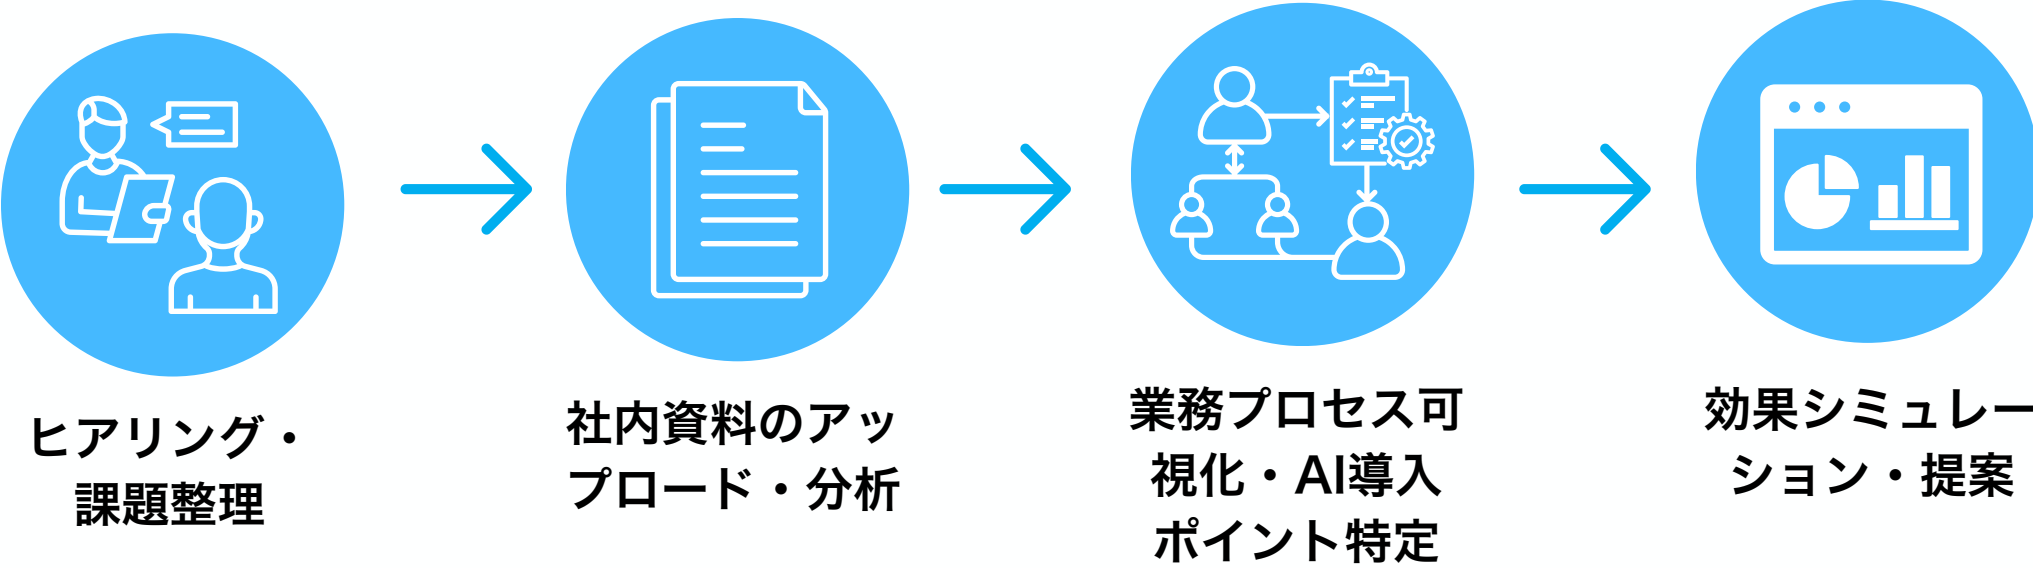 ヒアリング・
課題整理
社内資料のアッ
プロード・分析
業務プロセス可
視化・AI導入
ポイント特定
効果シミュレー
ション・提案